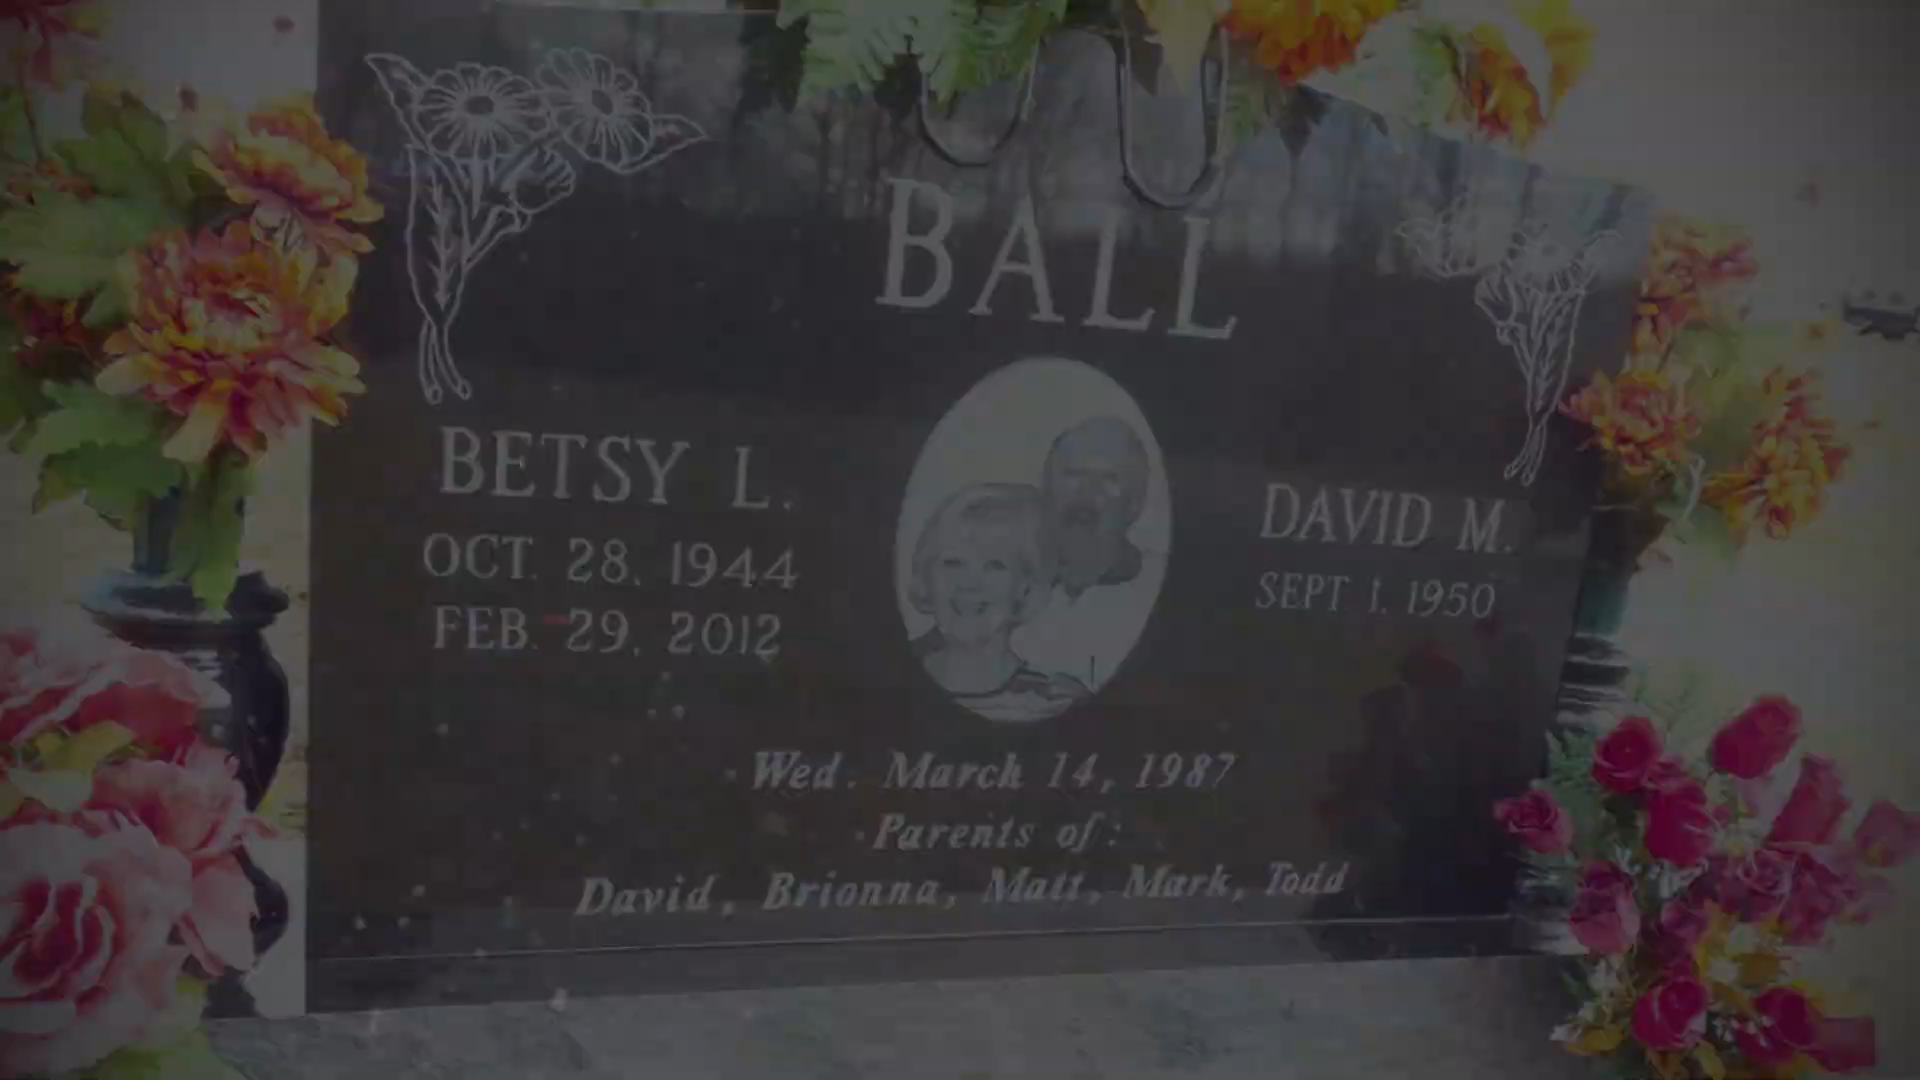 BALL
BETSY L.
OCT. 28, 1944
FEB. 29, 2012
DAVID M.
SEPT 1, 1950
Wed. March 14, 1987
Parents of:
David, Brionna, Matt, Mark, Todd